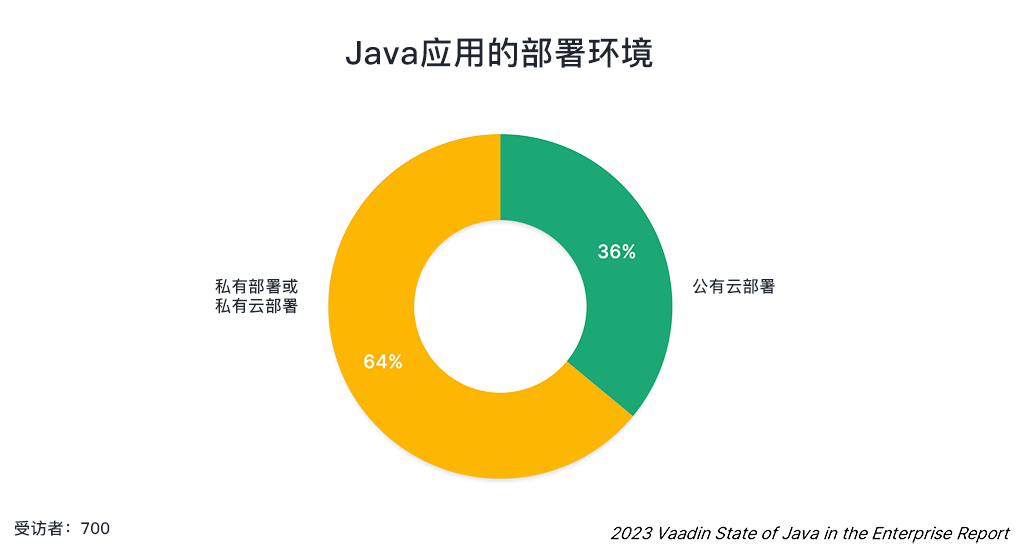 Java应用的部署环境
36%
私有部署或
私有云部署
公有云部署
64%
受访者：700
2023 Vaadin State of Java in the Enterprise Report